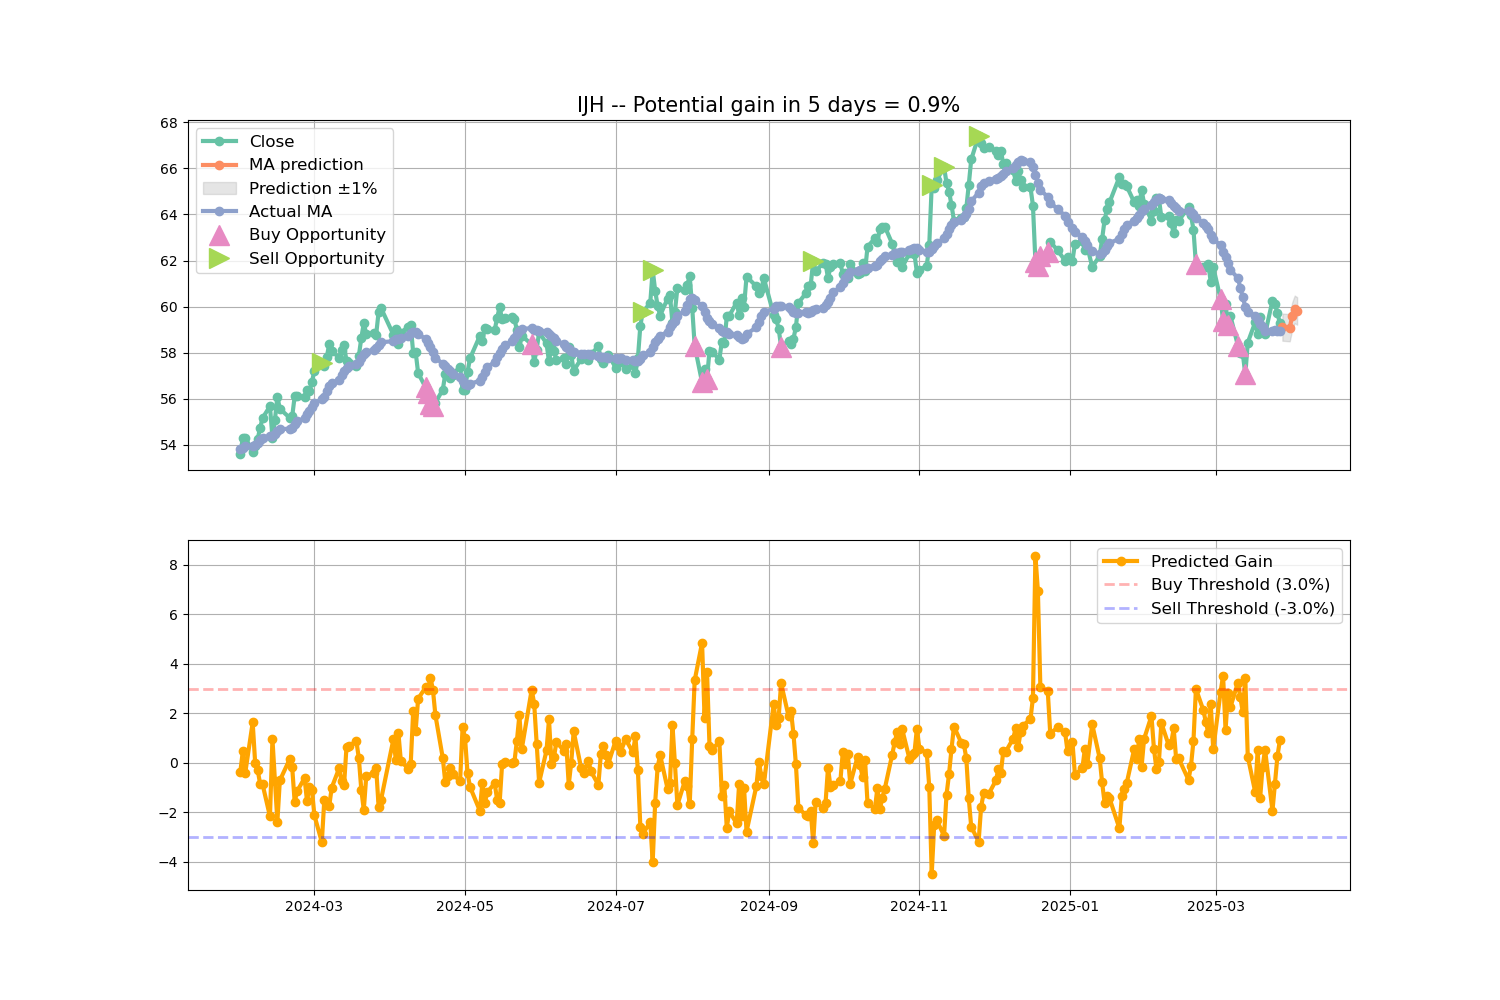 IJH -- Potential gain in 5 days = 0.9%
68
66
64
62
60
58
56
54
Close
MA prediction
Prediction ±1%
Actual MA
Buy Opportunity
Sell Opportunity
8
6
4
2
0
−2
−4
Predicted Gain
Buy Threshold (3.0%)
Sell Threshold (-3.0%)
2024-03 2024-05 2024-07 2024-09 2024-11 2025-01 2025-03